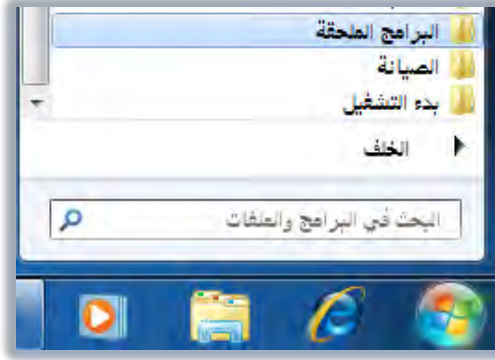 البرامج الملحقة
الصيانة
بدء التشغيل
الخلف
البحث في البرامج والملفات